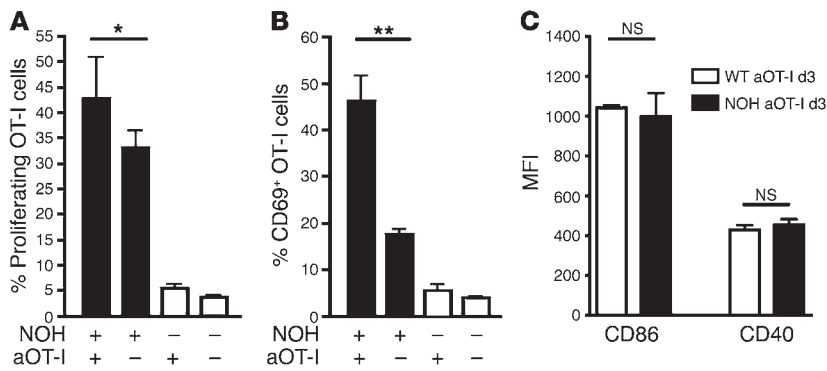 A
*
% Proliferating OT-I cells
55
50
45
40
35
30
25
20
15
10
5
0
NOH + + − −
aOT-I + − + −
B
**
% CD69+ OT-I cells
60
50
40
30
20
10
0
NOH + + − −
aOT-I + − + −
C
NS
WT aOT-I d3
NOH aOT-I d3
NS
MFI
1400
1200
1000
800
600
400
200
0
CD86 CD40